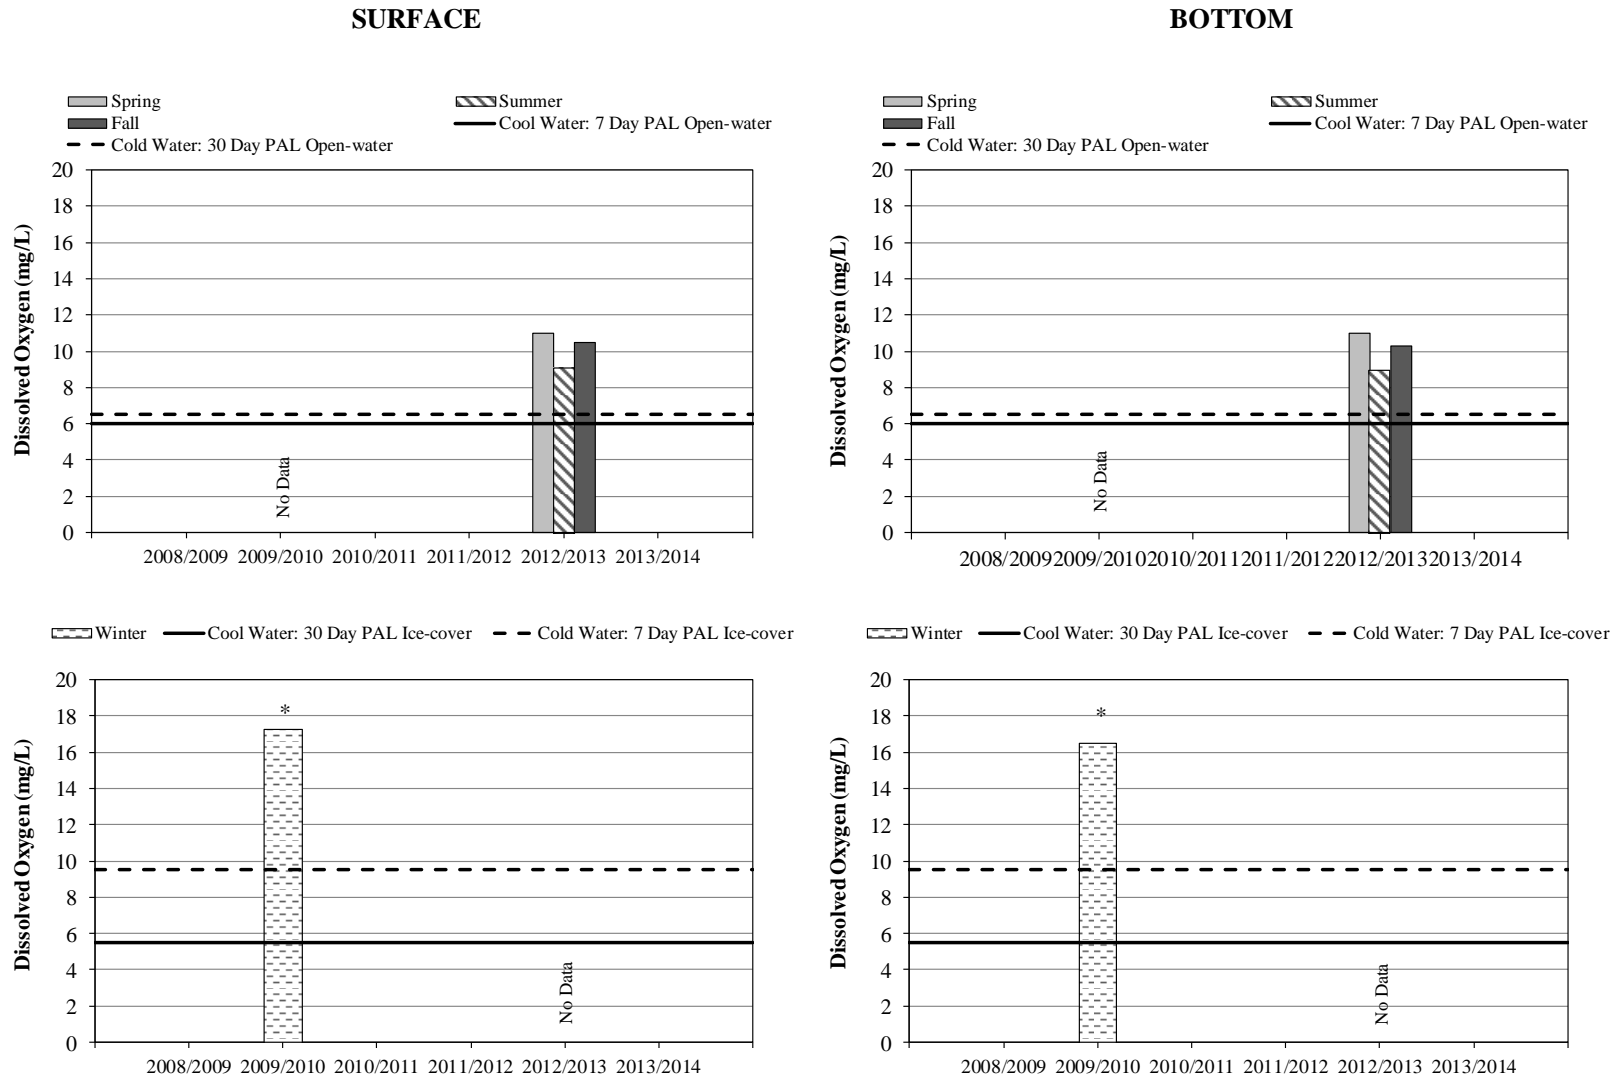 SURFACE
BOTTOM
Spring Summer
Fall Cool Water: 7 Day PAL Open-water
Cold Water: 30 Day PAL Open-water
20
18
16
14
12
10
8
6
4
2
0
Dissolved Oxygen (mg/L)
No Data
2008/2009 2009/2010 2010/2011 2011/2012 2012/2013 2013/2014
Spring Summer
Fall Cool Water: 7 Day PAL Open-water
Cold Water: 30 Day PAL Open-water
20
18
16
14
12
10
8
6
4
2
0
Dissolved Oxygen (mg/L)
No Data
2008/2009 2009/2010 2010/2011 2011/2012 2012/2013 2013/2014
Winter Cool Water: 30 Day PAL Ice-cover Cold Water: 7 Day PAL Ice-cover
20
18
16
14
12
10
8
6
4
2
0
Dissolved Oxygen (mg/L)
*
No Data
2008/2009 2009/2010 2010/2011 2011/2012 2012/2013 2013/2014
Winter Cool Water: 30 Day PAL Ice-cover Cold Water: 7 Day PAL Ice-cover
20
18
16
14
12
10
8
6
4
2
0
Dissolved Oxygen (mg/L)
*
No Data
2008/2009 2009/2010 2010/2011 2011/2012 2012/2013 2013/2014